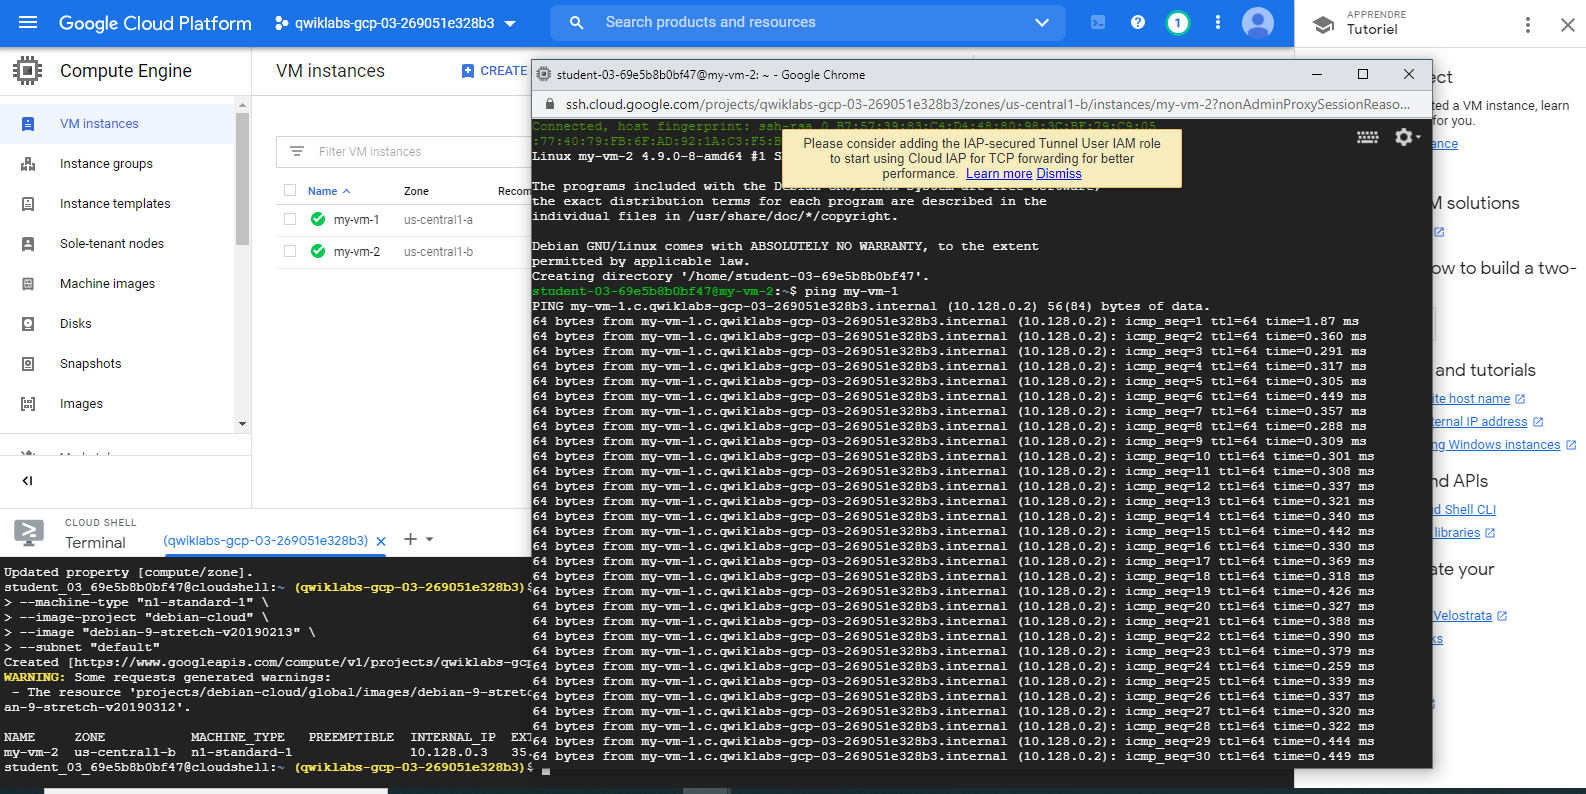 Google Cloud Platform
qwiklabs-gcp-03-269051e328b3
Search products and resources
1
APPRENDRE
Tutoriel
Compute Engine
VM instances
Instance groups
Instance templates
Sole-tenant nodes
Machine images
Disks
Snapshots
Images
VM instances
CREATE
Filter VM instances
Name Zone Recom
my-vm-1 us-central1-a
my-vm-2 us-central1-b
student-03-69e5b8b0bf47@my-vm-2: ~ - Google Chrome
ssh.cloud.google.com/projects/qwiklabs-gcp-03-269051e328b3/zones/us-central1-b/instances/my-vm-2?nonAdminProxySessionReaso...
Connected, host fingerprint: ssh-rsa 0 B7:57:39:83:C4:D4:48:80:98:3C:BF:79:C9:05
:77:40:79:FB:6F:AD:92:1A:C3:F5:B
Please consider adding the IAP-secured Tunnel User IAM role
to start using Cloud IAP for TCP forwarding for better
performance. Learn more Dismiss
Linux my-vm-2 4.9.0-8-amd64 #1 S
The programs included with the Debian GNU/Linux system are free software;
the exact distribution terms for each program are described in the
individual files in /usr/share/doc/*/copyright.
Debian GNU/Linux comes with ABSOLUTELY NO WARRANTY, to the extent
permitted by applicable law.
Creating directory '/home/student-03-69e5b8b0bf47'.
student-03-69e5b8b0bf47@my-vm-2:~$ ping my-vm-1
PING my-vm-1.c.qwiklabs-gcp-03-269051e328b3.internal (10.128.0.2) 56(84) bytes of data.
64 bytes from my-vm-1.c.qwiklabs-gcp-03-269051e328b3.internal (10.128.0.2): icmp_seq=1 ttl=64 time=1.87 ms
64 bytes from my-vm-1.c.qwiklabs-gcp-03-269051e328b3.internal (10.128.0.2): icmp_seq=2 ttl=64 time=0.360 ms
64 bytes from my-vm-1.c.qwiklabs-gcp-03-269051e328b3.internal (10.128.0.2): icmp_seq=3 ttl=64 time=0.291 ms
64 bytes from my-vm-1.c.qwiklabs-gcp-03-269051e328b3.internal (10.128.0.2): icmp_seq=4 ttl=64 time=0.317 ms
64 bytes from my-vm-1.c.qwiklabs-gcp-03-269051e328b3.internal (10.128.0.2): icmp_seq=5 ttl=64 time=0.305 ms
64 bytes from my-vm-1.c.qwiklabs-gcp-03-269051e328b3.internal (10.128.0.2): icmp_seq=6 ttl=64 time=0.449 ms
64 bytes from my-vm-1.c.qwiklabs-gcp-03-269051e328b3.internal (10.128.0.2): icmp_seq=7 ttl=64 time=0.357 ms
64 bytes from my-vm-1.c.qwiklabs-gcp-03-269051e328b3.internal (10.128.0.2): icmp_seq=8 ttl=64 time=0.288 ms
64 bytes from my-vm-1.c.qwiklabs-gcp-03-269051e328b3.internal (10.128.0.2): icmp_seq=9 ttl=64 time=0.309 ms
64 bytes from my-vm-1.c.qwiklabs-gcp-03-269051e328b3.internal (10.128.0.2): icmp_seq=10 ttl=64 time=0.301 ms
64 bytes from my-vm-1.c.qwiklabs-gcp-03-269051e328b3.internal (10.128.0.2): icmp_seq=11 ttl=64 time=0.308 ms
64 bytes from my-vm-1.c.qwiklabs-gcp-03-269051e328b3.internal (10.128.0.2): icmp_seq=12 ttl=64 time=0.337 ms
64 bytes from my-vm-1.c.qwiklabs-gcp-03-269051e328b3.internal (10.128.0.2): icmp_seq=13 ttl=64 time=0.321 ms
64 bytes from my-vm-1.c.qwiklabs-gcp-03-269051e328b3.internal (10.128.0.2): icmp_seq=14 ttl=64 time=0.340 ms
64 bytes from my-vm-1.c.qwiklabs-gcp-03-269051e328b3.internal (10.128.0.2): icmp_seq=15 ttl=64 time=0.442 ms
64 bytes from my-vm-1.c.qwiklabs-gcp-03-269051e328b3.internal (10.128.0.2): icmp_seq=16 ttl=64 time=0.330 ms
64 bytes from my-vm-1.c.qwiklabs-gcp-03-269051e328b3.internal (10.128.0.2): icmp_seq=17 ttl=64 time=0.369 ms
64 bytes from my-vm-1.c.qwiklabs-gcp-03-269051e328b3.internal (10.128.0.2): icmp_seq=18 ttl=64 time=0.318 ms
64 bytes from my-vm-1.c.qwiklabs-gcp-03-269051e328b3.internal (10.128.0.2): icmp_seq=19 ttl=64 time=0.426 ms
64 bytes from my-vm-1.c.qwiklabs-gcp-03-269051e328b3.internal (10.128.0.2): icmp_seq=20 ttl=64 time=0.327 ms
64 bytes from my-vm-1.c.qwiklabs-gcp-03-269051e328b3.internal (10.128.0.2): icmp_seq=21 ttl=64 time=0.388 ms
64 bytes from my-vm-1.c.qwiklabs-gcp-03-269051e328b3.internal (10.128.0.2): icmp_seq=22 ttl=64 time=0.390 ms
64 bytes from my-vm-1.c.qwiklabs-gcp-03-269051e328b3.internal (10.128.0.2): icmp_seq=23 ttl=64 time=0.379 ms
64 bytes from my-vm-1.c.qwiklabs-gcp-03-269051e328b3.internal (10.128.0.2): icmp_seq=24 ttl=64 time=0.259 ms
64 bytes from my-vm-1.c.qwiklabs-gcp-03-269051e328b3.internal (10.128.0.2): icmp_seq=25 ttl=64 time=0.339 ms
64 bytes from my-vm-1.c.qwiklabs-gcp-03-269051e328b3.internal (10.128.0.2): icmp_seq=26 ttl=64 time=0.337 ms
64 bytes from my-vm-1.c.qwiklabs-gcp-03-269051e328b3.internal (10.128.0.2): icmp_seq=27 ttl=64 time=0.320 ms
64 bytes from my-vm-1.c.qwiklabs-gcp-03-269051e328b3.internal (10.128.0.2): icmp_seq=28 ttl=64 time=0.322 ms
64 bytes from my-vm-1.c.qwiklabs-gcp-03-269051e328b3.internal (10.128.0.2): icmp_seq=29 ttl=64 time=0.444 ms
64 bytes from my-vm-1.c.qwiklabs-gcp-03-269051e328b3.internal (10.128.0.2): icmp_seq=30 ttl=64 time=0.449 ms
ect
ted a VM instance, learn
for you.
ance
M solutions
ow to build a two-
and tutorials
ite host name
ternal IP address
ng Windows instances
nd APIs
d Shell CLI
libraries
ate your
Velostrata
ks
CLOUD SHELL
Terminal
(qwiklabs-gcp-03-269051e328b3)
Updated property [compute/zone].
student_03_69e5b8b0bf47@cloudshell:~ (qwiklabs-gcp-03-269051e328b3)$
> --machine-type "n1-standard-1" \
> --image-project "debian-cloud" \
> --image "debian-9-stretch-v20190213" \
> --subnet "default"
Created [https://www.googleapis.com/compute/v1/projects/qwiklabs-gcp
WARNING: Some requests generated warnings:
- The resource 'projects/debian-cloud/global/images/debian-9-stretc
an-9-stretch-v20190312'.
NAME ZONE MACHINE_TYPE PREEMPTIBLE INTERNAL_IP EXT
my-vm-2 us-central1-b n1-standard-1 10.128.0.3 35.
student_03_69e5b8b0bf47@cloudshell:~ (qwiklabs-gcp-03-269051e328b3)$